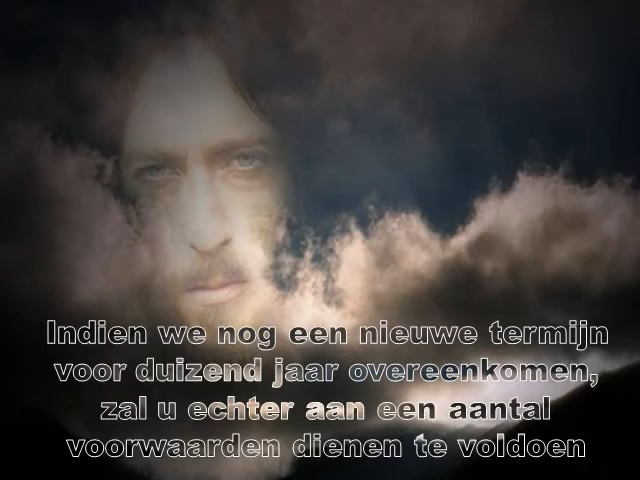 Indien we nog een nieuwe termijn
voor duizend jaar overeenkomen,
zal u echter aan een aantal
voorwaarden dienen te voldoen